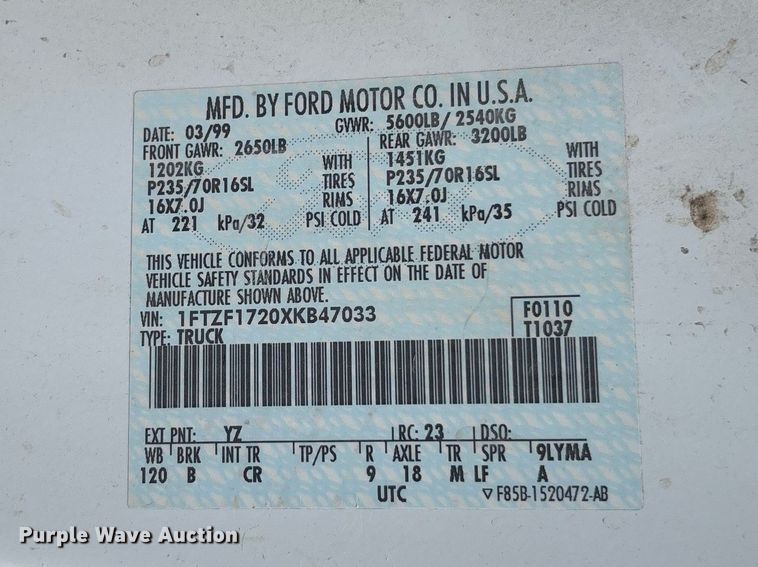 MFD. BY FORD MOTOR CO. IN U.S.A.
DATE: 03/99 GVWR: 5600LB/ 2540KG
FRONT GAWR: 2650LB REAR GAWR: 3200LB
1202KG WITH 1451KG WITH
P235/70R16SL TIRES P235/70R16SL TIRES
16X7.0J RIMS 16X7.0J RIMS
AT 221 kPa/32 PSI COLD AT 241 kPa/35 PSI COLD
THIS VEHICLE CONFORMS TO ALL APPLICABLE FEDERAL MOTOR
VEHICLE SAFETY STANDARDS IN EFFECT ON THE DATE OF
MANUFACTURE SHOWN ABOVE.
VIN: 1FTZF1720XKB47033 F0110
TYPE: TRUCK T1037
EXT PNT: YZ RC: 23 DSO:
WB BRK INT TR TP/PS R AXLE TR SPR 9LYMA
120 B CR 9 18 M LF A
UTC ▽ F85B-1520472-AB
Purple Wave Auction